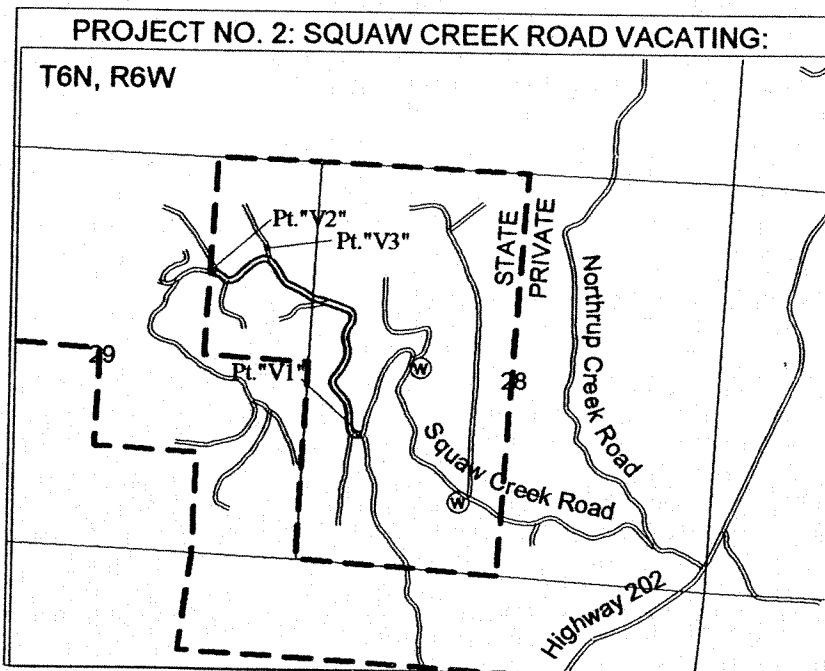 PROJECT NO. 2: SQUAW CREEK ROAD VACATING:
T6N, R6W
Pt."V2"
Pt."V3"
STATE
PRIVATE
Northrup Creek Road
29
Pt."V1"
W
28
Squaw Creek Road
W
Highway 202